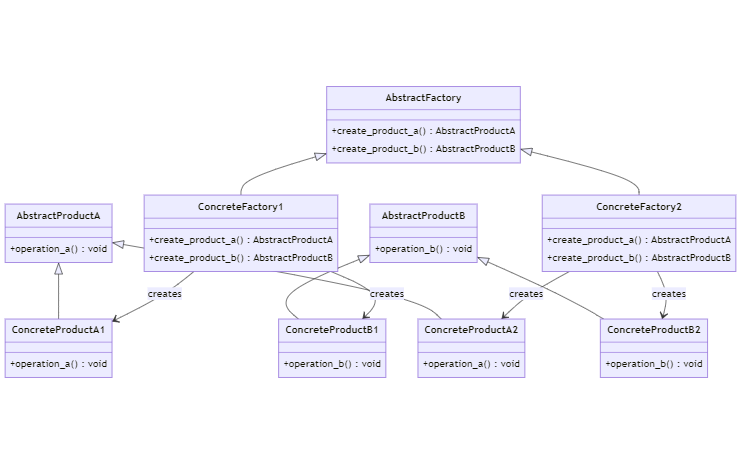 AbstractFactory
+create_product_a() : AbstractProductA
+create_product_b() : AbstractProductB
AbstractProductA
+operation_a() : void
ConcreteFactory1
+create_product_a() : AbstractProductA
+create_product_b() : AbstractProductB
AbstractProductB
+operation_b() : void
ConcreteFactory2
+create_product_a() : AbstractProductA
+create_product_b() : AbstractProductB
creates
creates
creates
creates
ConcreteProductA1
+operation_a() : void
ConcreteProductB1
+operation_b() : void
ConcreteProductA2
+operation_a() : void
ConcreteProductB2
+operation_b() : void